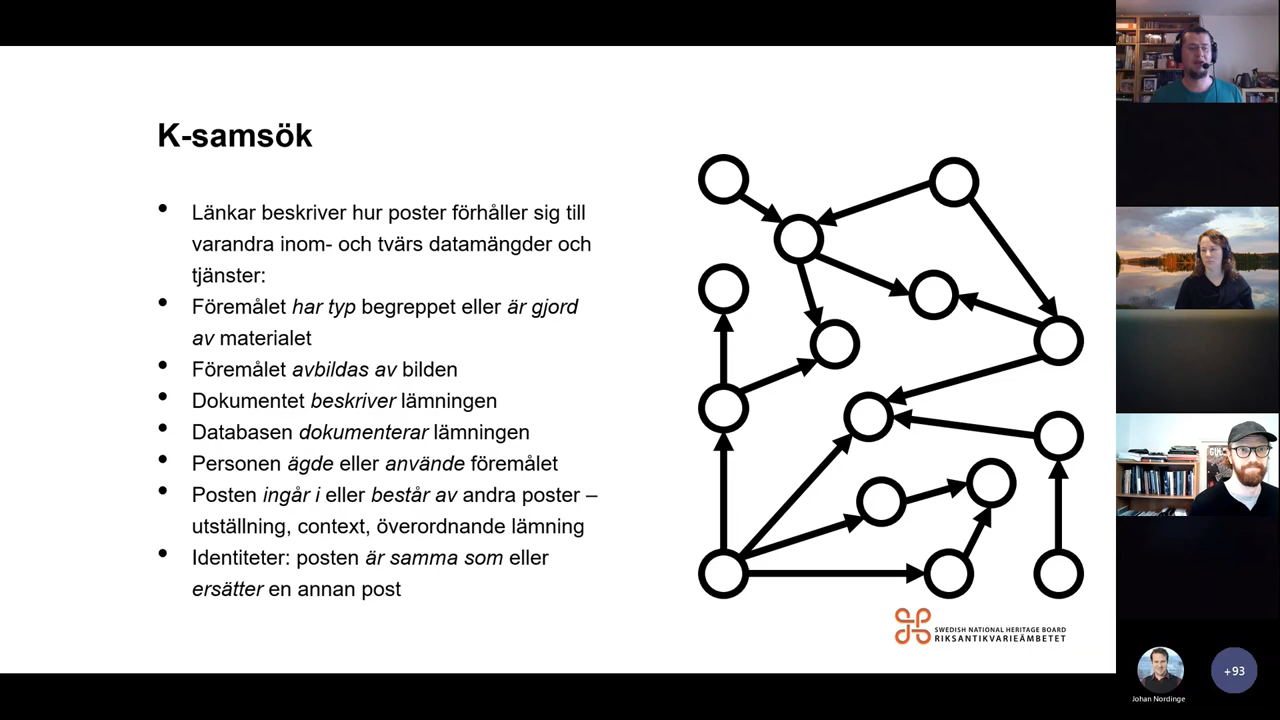 K-samsök
• Länkar beskriver hur poster förhåller sig till
varandra inom- och tvärs datamängder och
tjänster:
• Föremålet har typ begreppet eller är gjord
av materialet
• Föremålet avbildas av bilden
• Dokumentet beskriver lämningen
• Databasen dokumenterar lämningen
• Personen ägde eller använde föremålet
• Posten ingår i eller består av andra poster –
utställning, context, överordnande lämning
• Identiteter: posten är samma som eller
ersätter en annan post
SWEDISH NATIONAL HERITAGE BOARD
RIKSANTIKVARIEÄMBETET
Johan Nordinge
+93